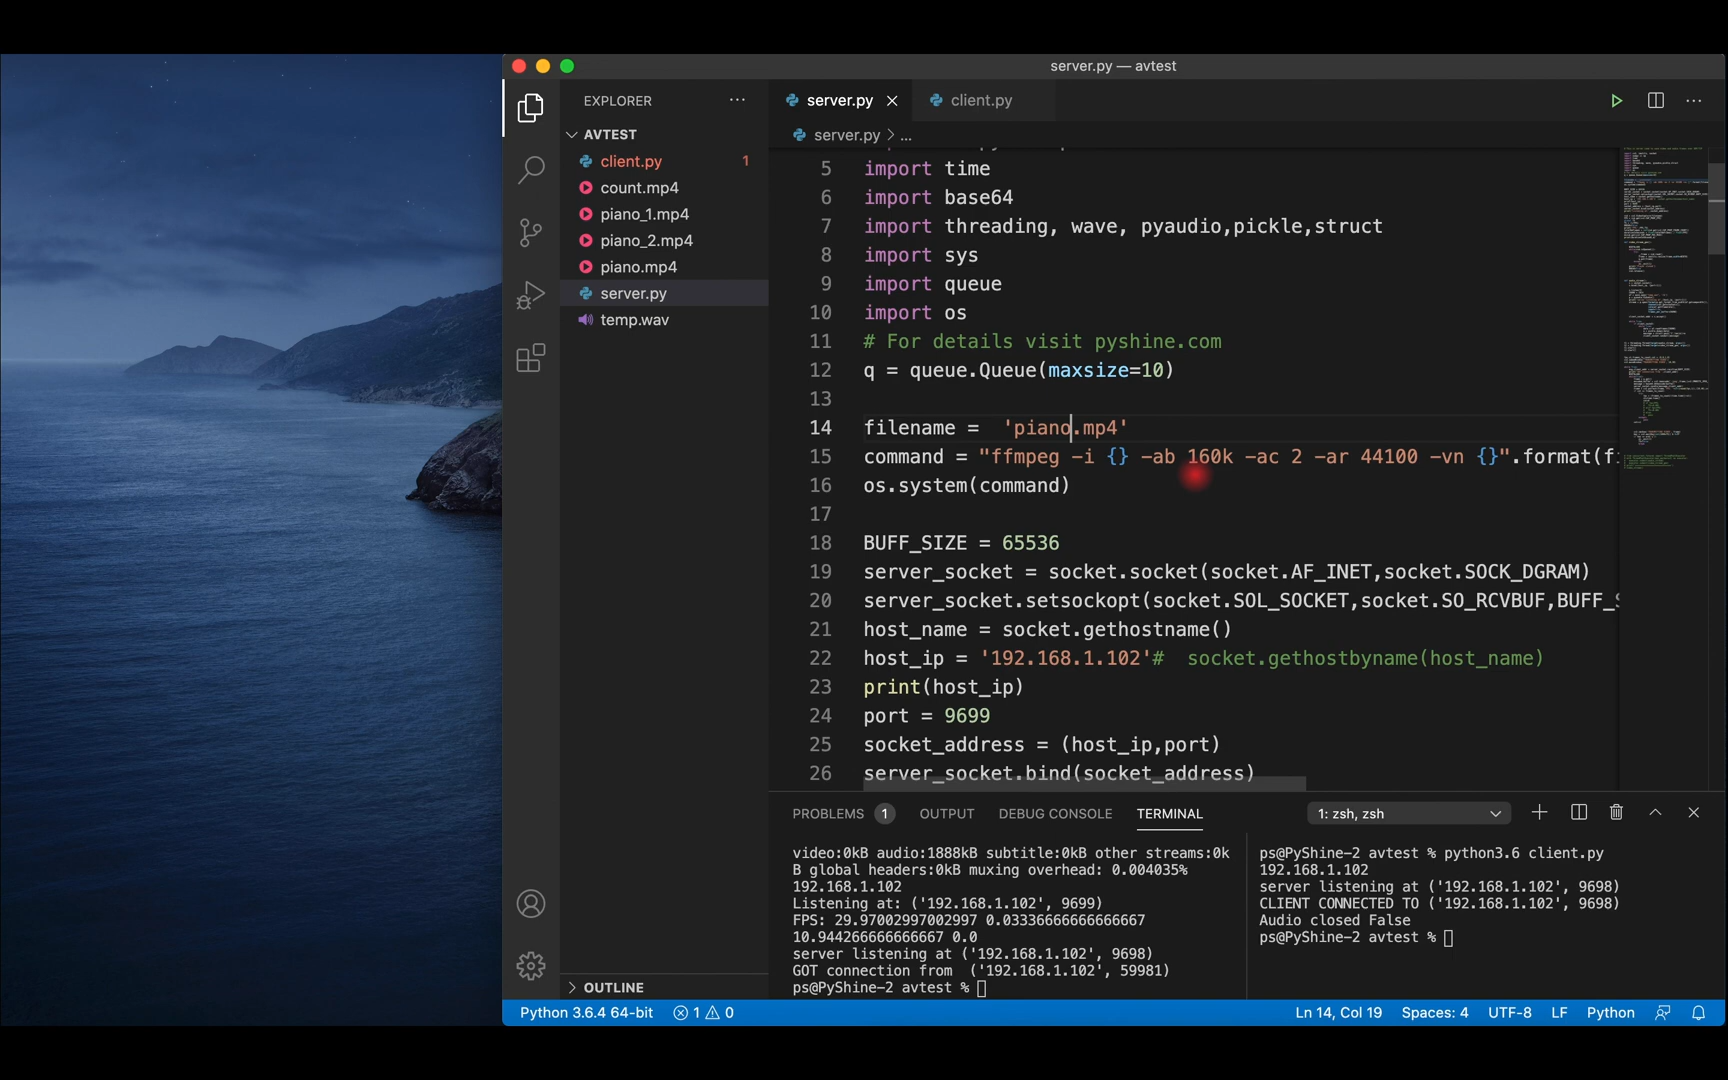 server.py — avtest
EXPLORER
server.py
client.py
AVTEST
server.py > ...
client.py 1
count.mp4
piano_1.mp4
piano_2.mp4
piano.mp4
server.py
temp.wav
5 import time
6 import base64
7 import threading, wave, pyaudio,pickle,struct
8 import sys
9 import queue
10 import os
11 # For details visit pyshine.com
12 q = queue.Queue(maxsize=10)
13
14 filename =  'piano.mp4'
15 command = "ffmpeg -i {} -ab 160k -ac 2 -ar 44100 -vn {}".format(fi
16 os.system(command)
17
18 BUFF_SIZE = 65536
19 server_socket = socket.socket(socket.AF_INET,socket.SOCK_DGRAM)
20 server_socket.setsockopt(socket.SOL_SOCKET,socket.SO_RCVBUF,BUFF_S
21 host_name = socket.gethostname()
22 host_ip = '192.168.1.102'#  socket.gethostbyname(host_name)
23 print(host_ip)
24 port = 9699
25 socket_address = (host_ip,port)
26 server_socket.bind(socket_address)
PROBLEMS 1 OUTPUT DEBUG CONSOLE TERMINAL 1: zsh, zsh
video:0kB audio:1888kB subtitle:0kB other streams:0k
B global headers:0kB muxing overhead: 0.004035%
192.168.1.102
Listening at: ('192.168.1.102', 9699)
FPS: 29.97002997002997 0.03336666666666667
10.944266666666667 0.0
server listening at ('192.168.1.102', 9698)
GOT connection from  ('192.168.1.102', 59981)
ps@PyShine-2 avtest %
ps@PyShine-2 avtest % python3.6 client.py
192.168.1.102
server listening at ('192.168.1.102', 9698)
CLIENT CONNECTED TO ('192.168.1.102', 9698)
Audio closed False
ps@PyShine-2 avtest %
OUTLINE
Python 3.6.4 64-bit 1 0 Ln 14, Col 19 Spaces: 4 UTF-8 LF Python